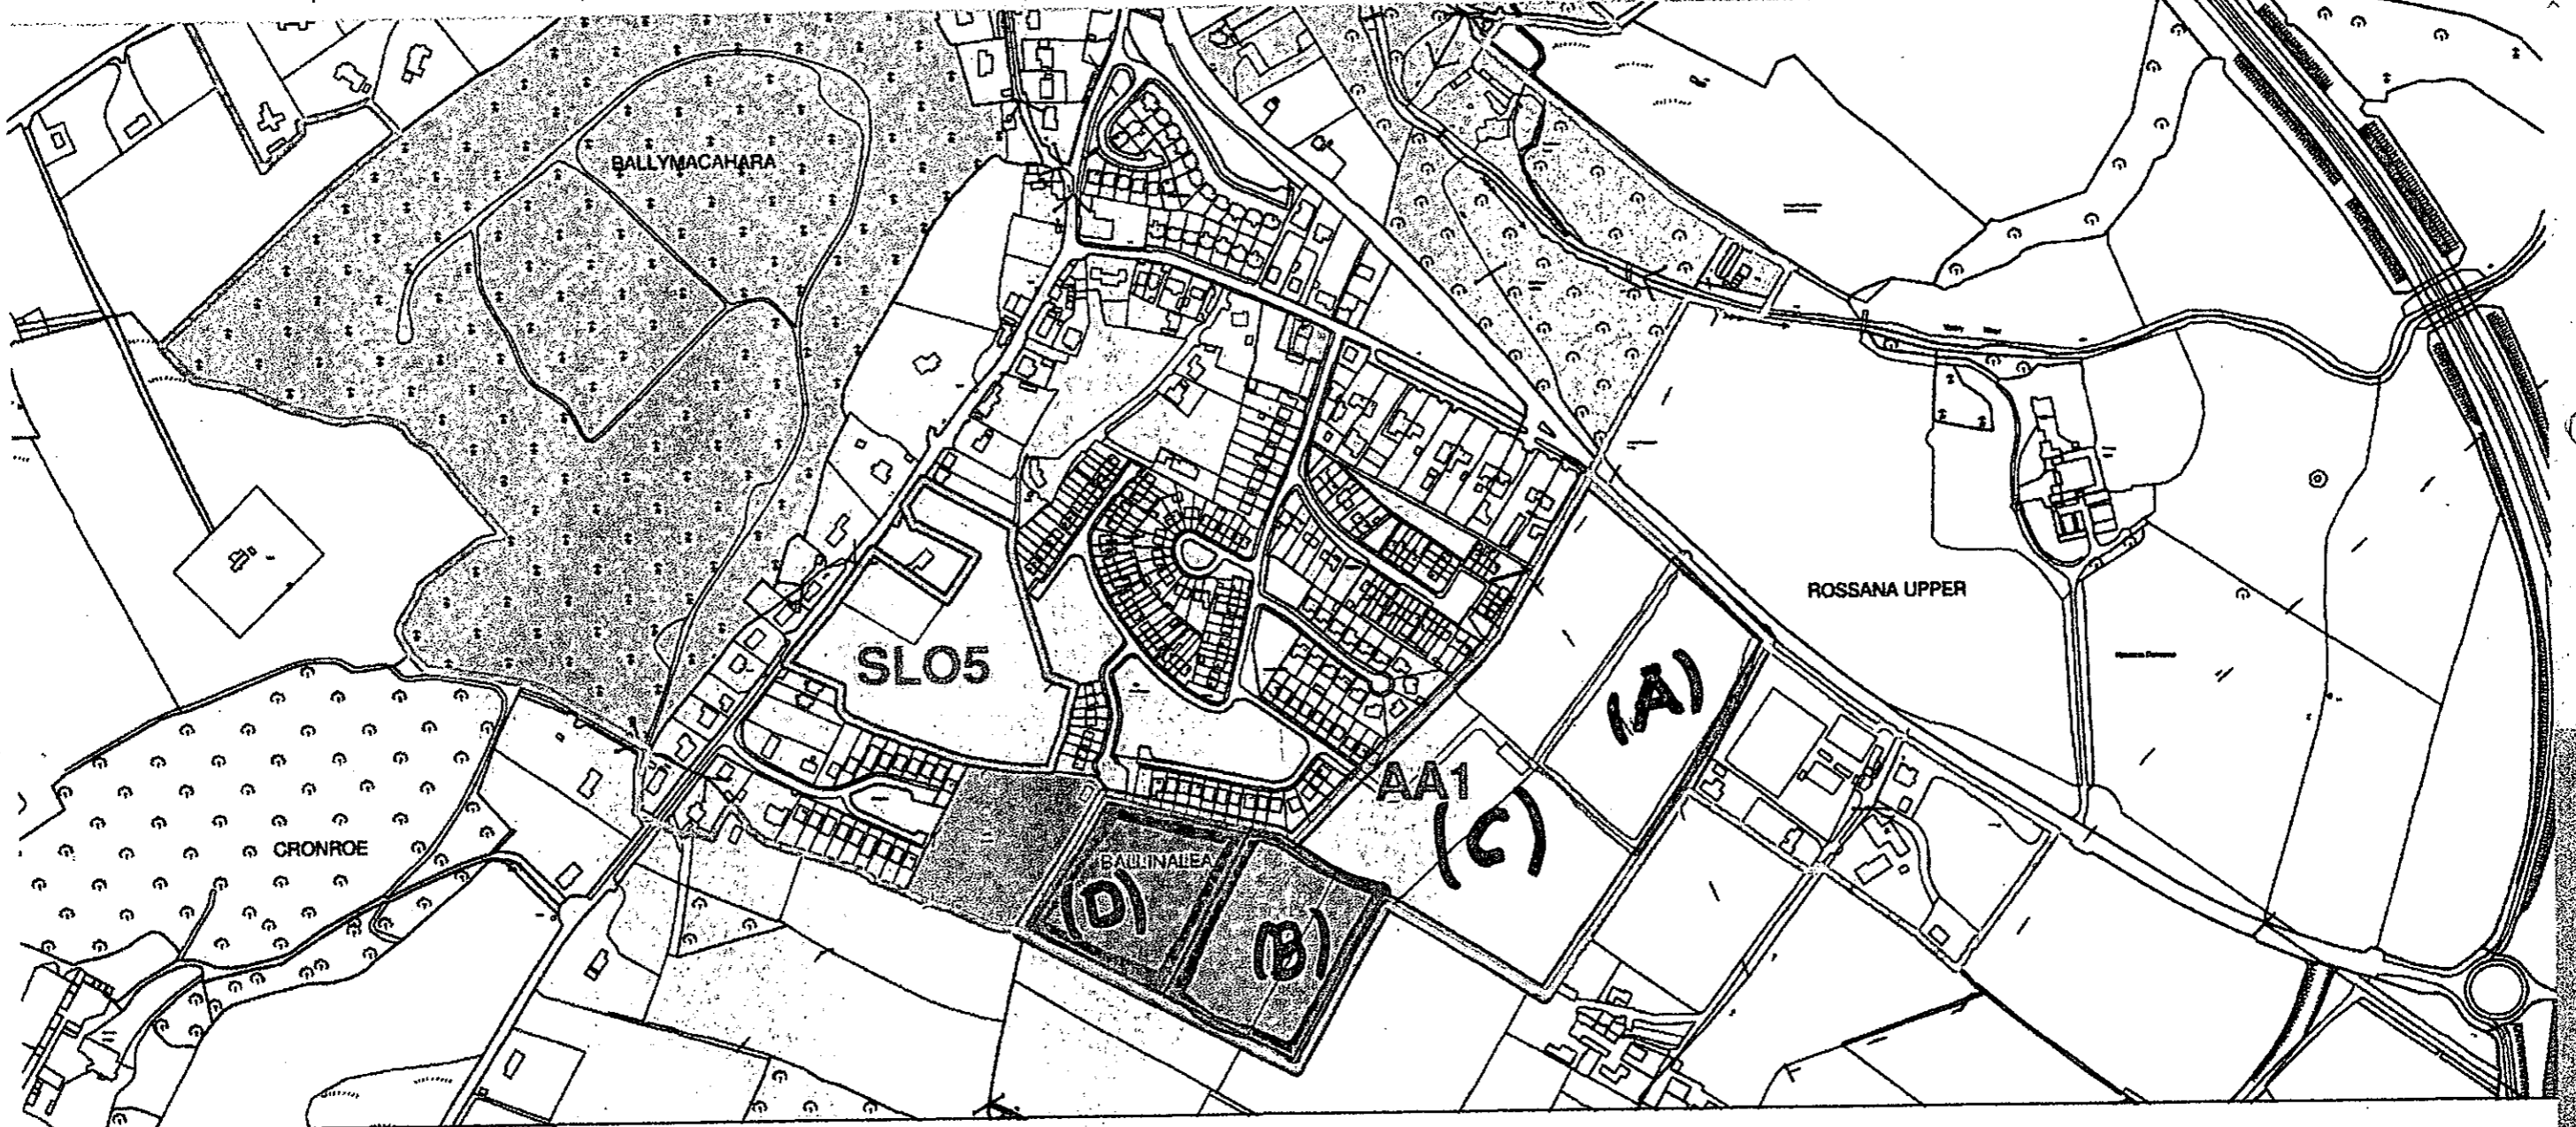 BALLYMACAHARA
ROSSANA UPPER
SLO5
(A)
AA1
(C)
CRONROE
BALLINALEA
(D)
(B)